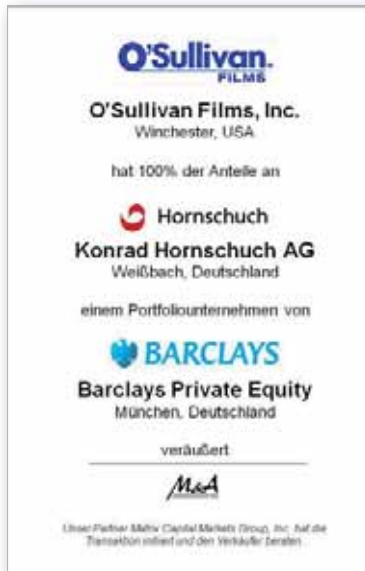 O'Sullivan.
FILMS
O'Sullivan Films, Inc.
Winchester, USA
hat 100% der Anteile an
Hornschuch
Konrad Hornschuch AG
Weißbach, Deutschland
einem Portfoliounternehmen von
BARCLAYS
Barclays Private Equity
München, Deutschland
veräußert
M&A
Unser Partner Matrix Capital Markets Group, Inc. hat die
Transaktion initiiert und den Verkäufer beraten.